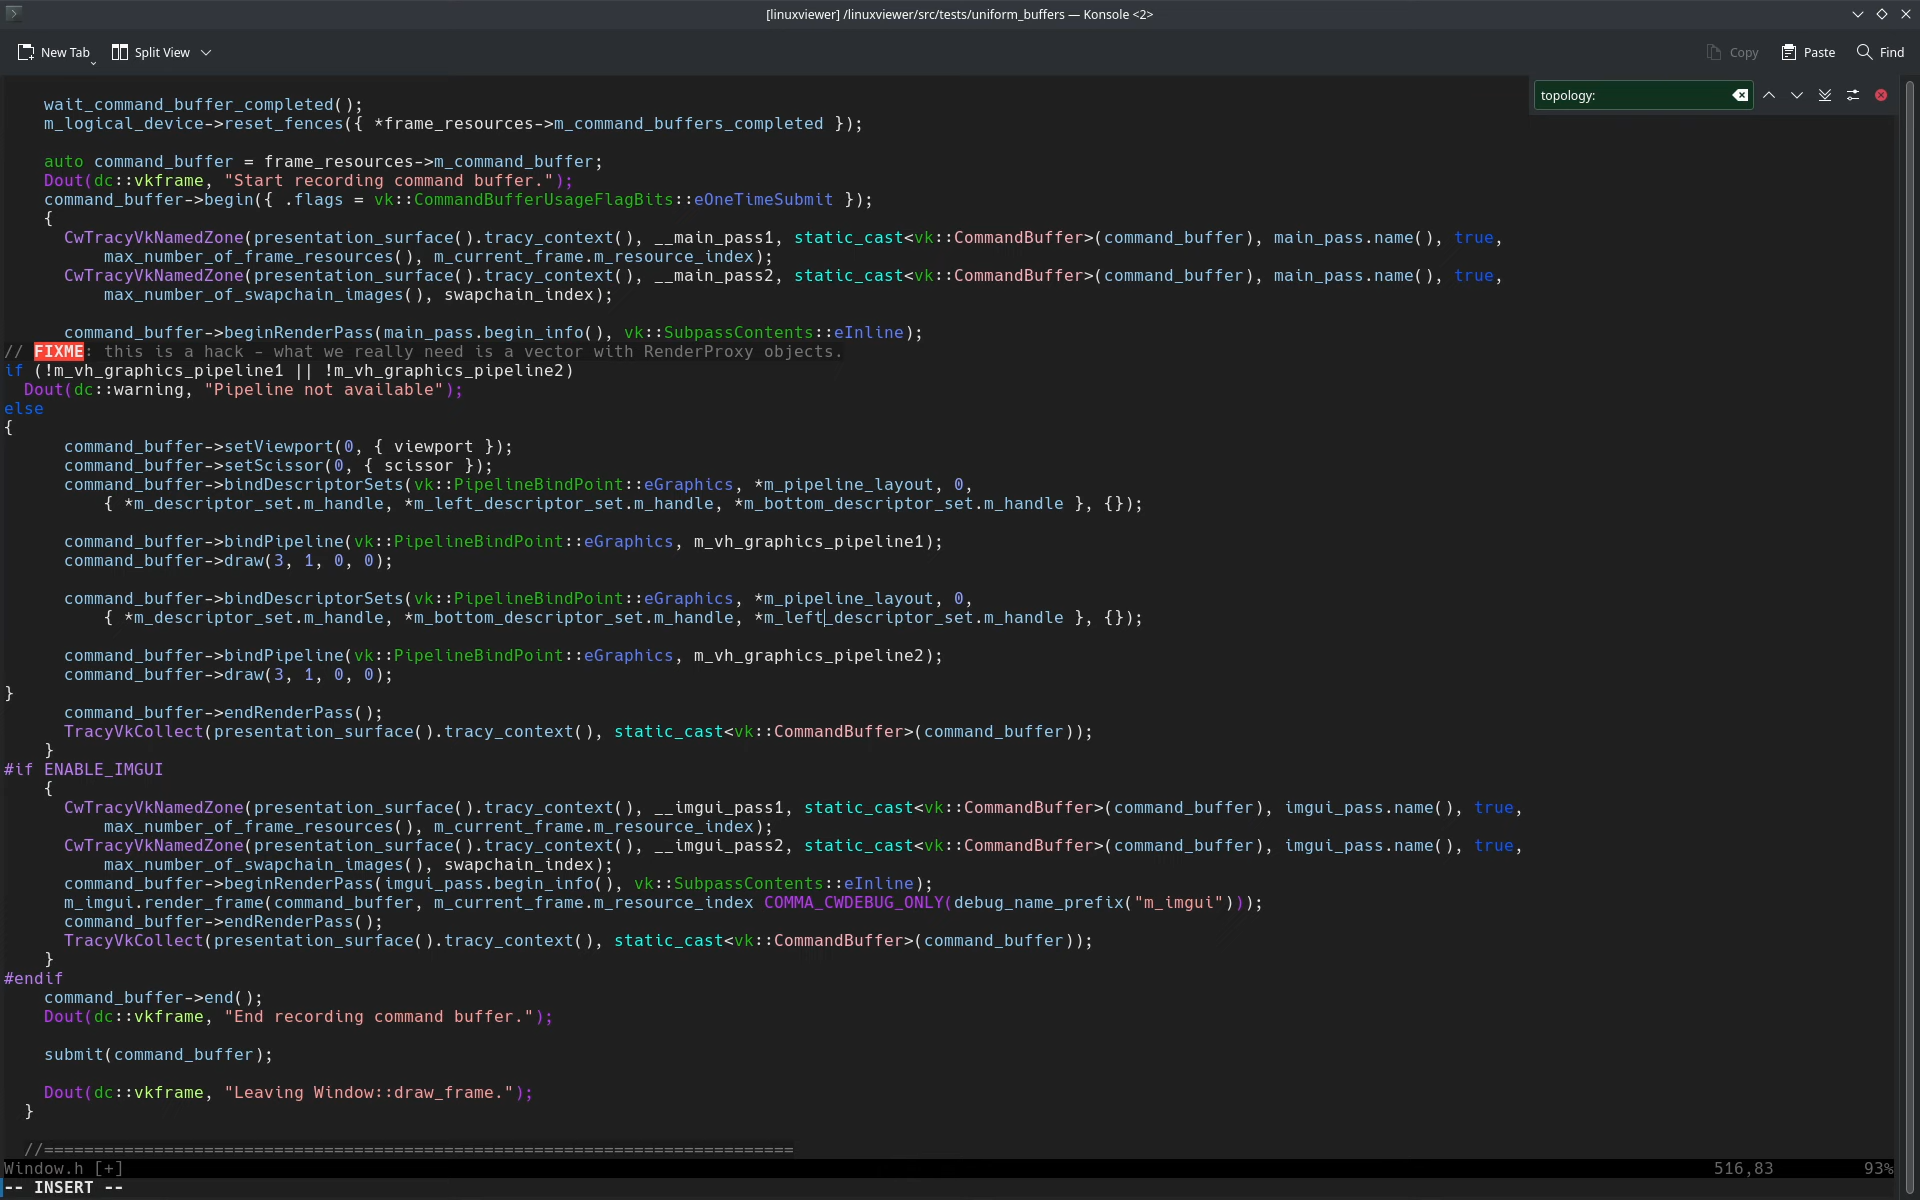 [linuxviewer] /linuxviewer/src/tests/uniform_buffers — Konsole <2>
New Tab Split View Copy Paste Find
topology:
wait_command_buffer_completed();
m_logical_device->reset_fences({ *frame_resources->m_command_buffers_completed });
auto command_buffer = frame_resources->m_command_buffer;
Dout(dc::vkframe, "Start recording command buffer.");
command_buffer->begin({ .flags = vk::CommandBufferUsageFlagBits::eOneTimeSubmit });
{
CwTracyVkNamedZone(presentation_surface().tracy_context(), __main_pass1, static_cast<vk::CommandBuffer>(command_buffer), main_pass.name(), true,
max_number_of_frame_resources(), m_current_frame.m_resource_index);
CwTracyVkNamedZone(presentation_surface().tracy_context(), __main_pass2, static_cast<vk::CommandBuffer>(command_buffer), main_pass.name(), true,
max_number_of_swapchain_images(), swapchain_index);
command_buffer->beginRenderPass(main_pass.begin_info(), vk::SubpassContents::eInline);
// FIXME: this is a hack - what we really need is a vector with RenderProxy objects.
if (!m_vh_graphics_pipeline1 || !m_vh_graphics_pipeline2)
Dout(dc::warning, "Pipeline not available");
else
{
command_buffer->setViewport(0, { viewport });
command_buffer->setScissor(0, { scissor });
command_buffer->bindDescriptorSets(vk::PipelineBindPoint::eGraphics, *m_pipeline_layout, 0,
{ *m_descriptor_set.m_handle, *m_left_descriptor_set.m_handle, *m_bottom_descriptor_set.m_handle }, {});
command_buffer->bindPipeline(vk::PipelineBindPoint::eGraphics, m_vh_graphics_pipeline1);
command_buffer->draw(3, 1, 0, 0);
command_buffer->bindDescriptorSets(vk::PipelineBindPoint::eGraphics, *m_pipeline_layout, 0,
{ *m_descriptor_set.m_handle, *m_bottom_descriptor_set.m_handle, *m_left_descriptor_set.m_handle }, {});
command_buffer->bindPipeline(vk::PipelineBindPoint::eGraphics, m_vh_graphics_pipeline2);
command_buffer->draw(3, 1, 0, 0);
}
command_buffer->endRenderPass();
TracyVkCollect(presentation_surface().tracy_context(), static_cast<vk::CommandBuffer>(command_buffer));
}
#if ENABLE_IMGUI
{
CwTracyVkNamedZone(presentation_surface().tracy_context(), __imgui_pass1, static_cast<vk::CommandBuffer>(command_buffer), imgui_pass.name(), true,
max_number_of_frame_resources(), m_current_frame.m_resource_index);
CwTracyVkNamedZone(presentation_surface().tracy_context(), __imgui_pass2, static_cast<vk::CommandBuffer>(command_buffer), imgui_pass.name(), true,
max_number_of_swapchain_images(), swapchain_index);
command_buffer->beginRenderPass(imgui_pass.begin_info(), vk::SubpassContents::eInline);
m_imgui.render_frame(command_buffer, m_current_frame.m_resource_index COMMA_CWDEBUG_ONLY(debug_name_prefix("m_imgui")));
command_buffer->endRenderPass();
TracyVkCollect(presentation_surface().tracy_context(), static_cast<vk::CommandBuffer>(command_buffer));
}
#endif
command_buffer->end();
Dout(dc::vkframe, "End recording command buffer.");
submit(command_buffer);
Dout(dc::vkframe, "Leaving Window::draw_frame.");
}
//===========================================================================
Window.h [+] 516,83 93%
-- INSERT --